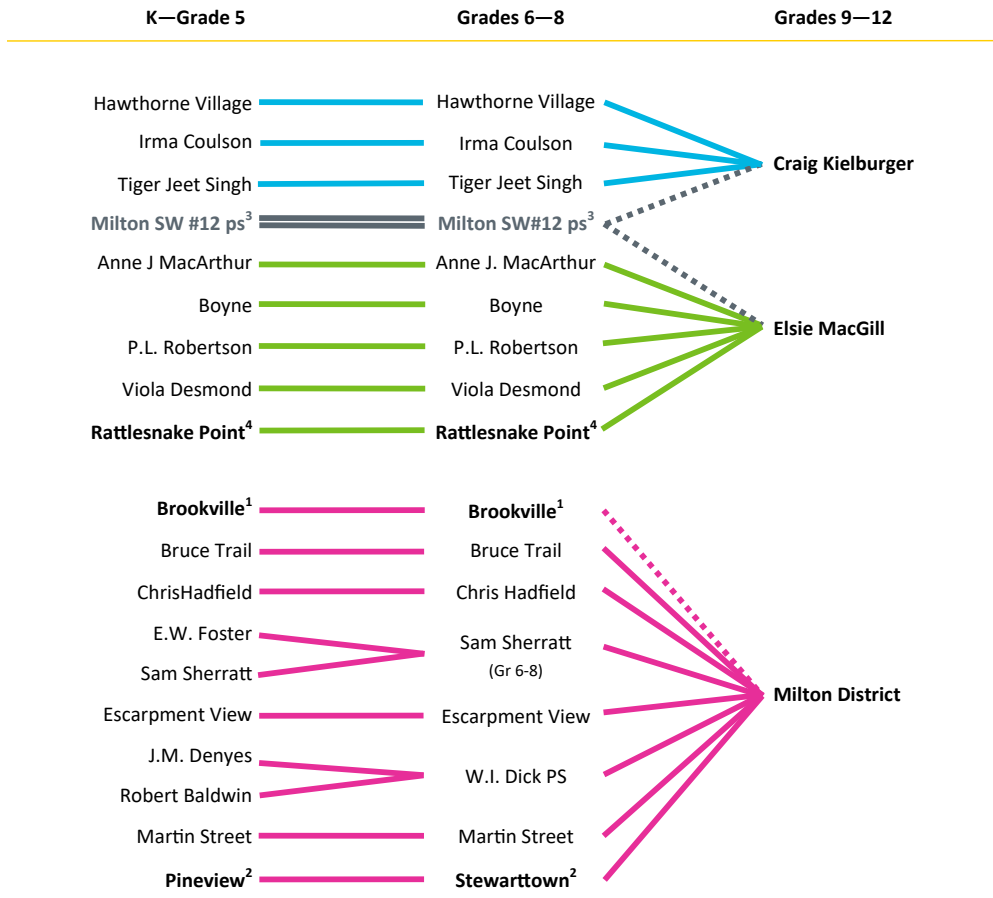 K—Grade 5 Grades 6—8 Grades 9—12
Hawthorne Village Hawthorne Village
Irma Coulson Irma Coulson
Craig Kielburger
Tiger Jeet Singh Tiger Jeet Singh
Milton SW #12 ps3 Milton SW#12 ps3
Anne J MacArthur Anne J. MacArthur
Boyne Boyne
Elsie MacGill
P.L. Robertson P.L. Robertson
Viola Desmond Viola Desmond
Rattlesnake Point4 Rattlesnake Point4
Brookville1 Brookville1
Bruce Trail Bruce Trail
ChrisHadfield Chris Hadfield
E.W. Foster
Sam Sherratt
(Gr 6-8)
Sam Sherratt
Milton District
Escarpment View Escarpment View
J.M. Denyes
W.I. Dick PS
Robert Baldwin
Martin Street Martin Street
Pineview2 Stewarttown2